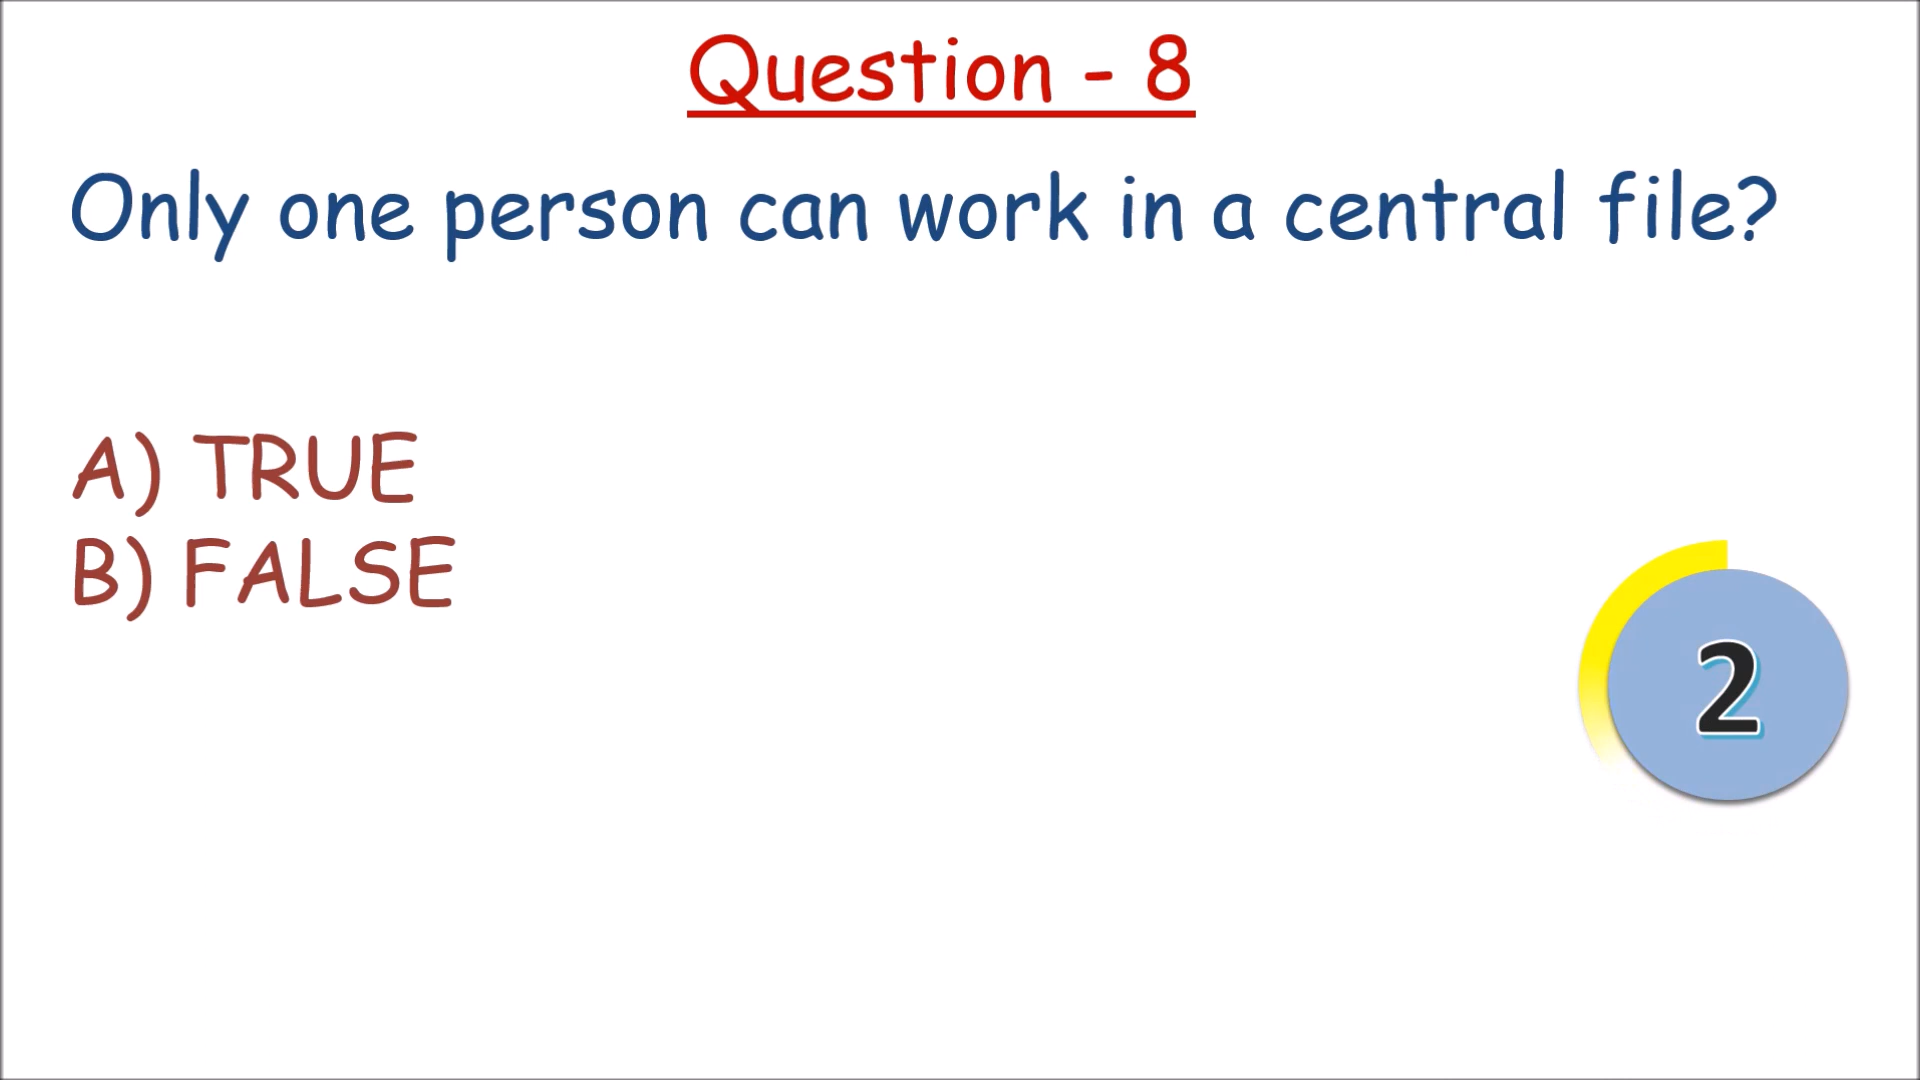 Question - 8
Only one person can work in a central file?
A) TRUE
B) FALSE
2